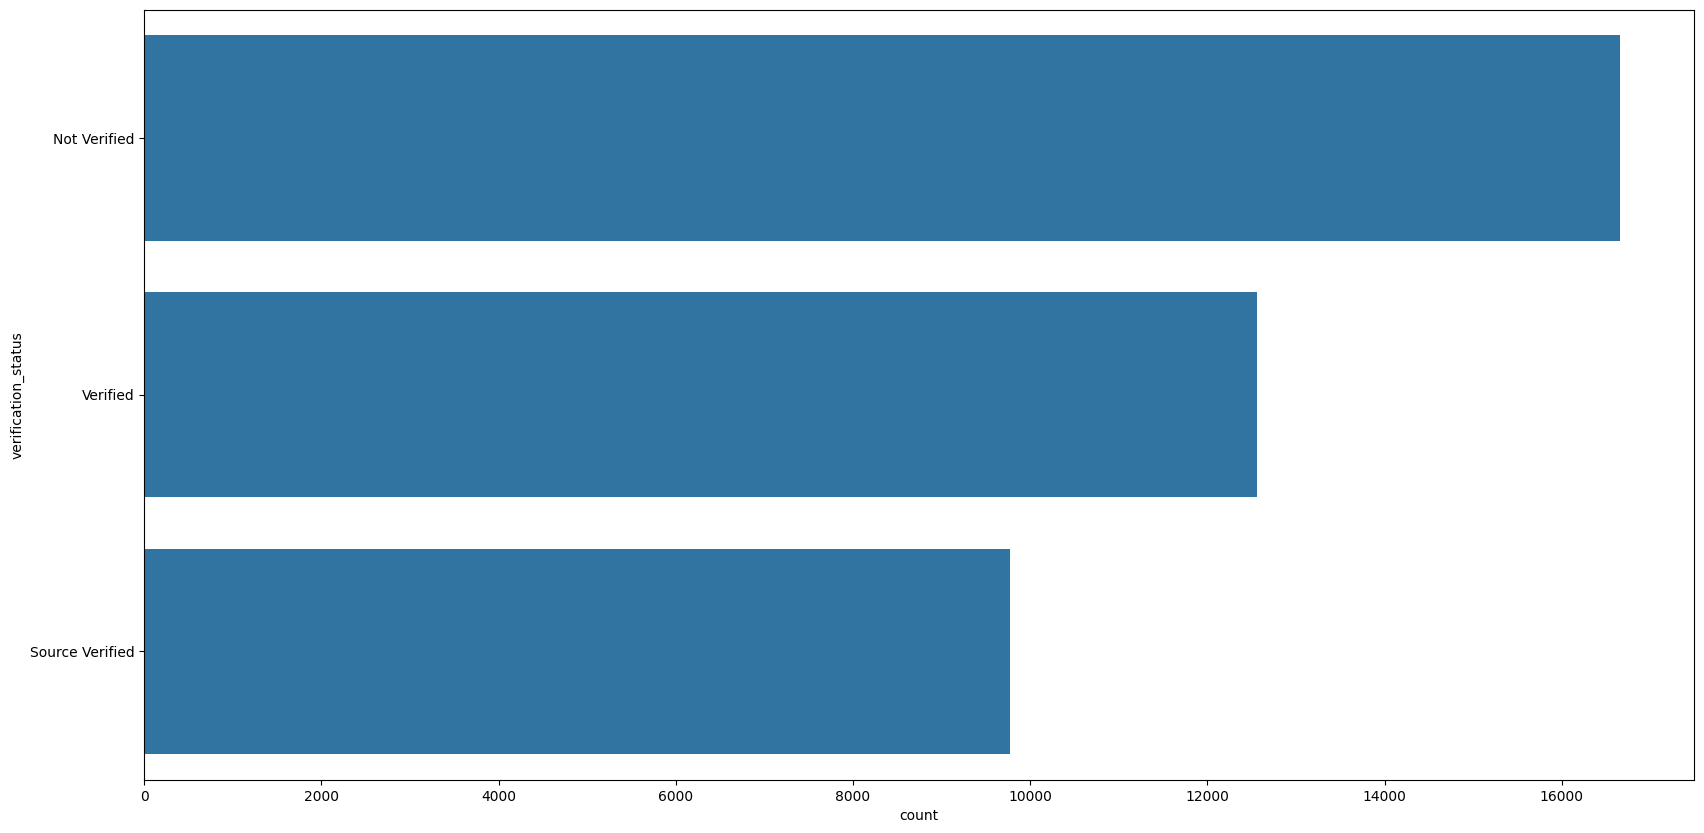 verification_status
Not Verified
Verified
Source Verified
0 2000 4000 6000 8000 10000 12000 14000 16000
count